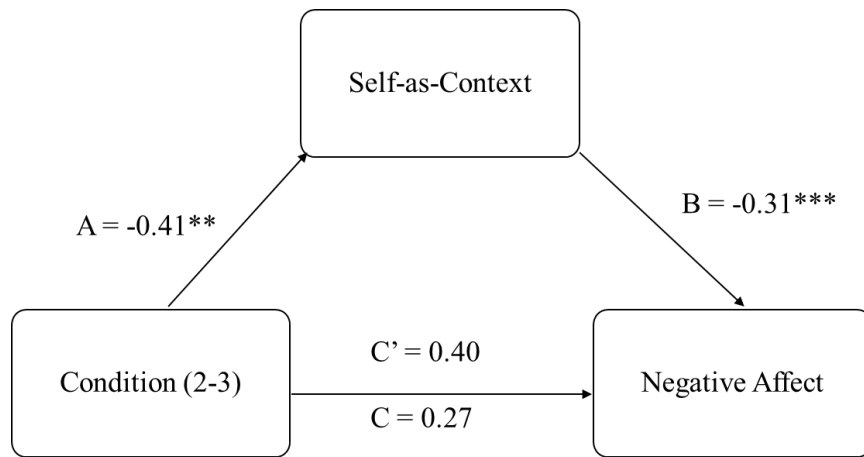 Self-as-Context
A = -0.41**
B = -0.31***
Condition (2-3)
C’ = 0.40
C = 0.27
Negative Affect